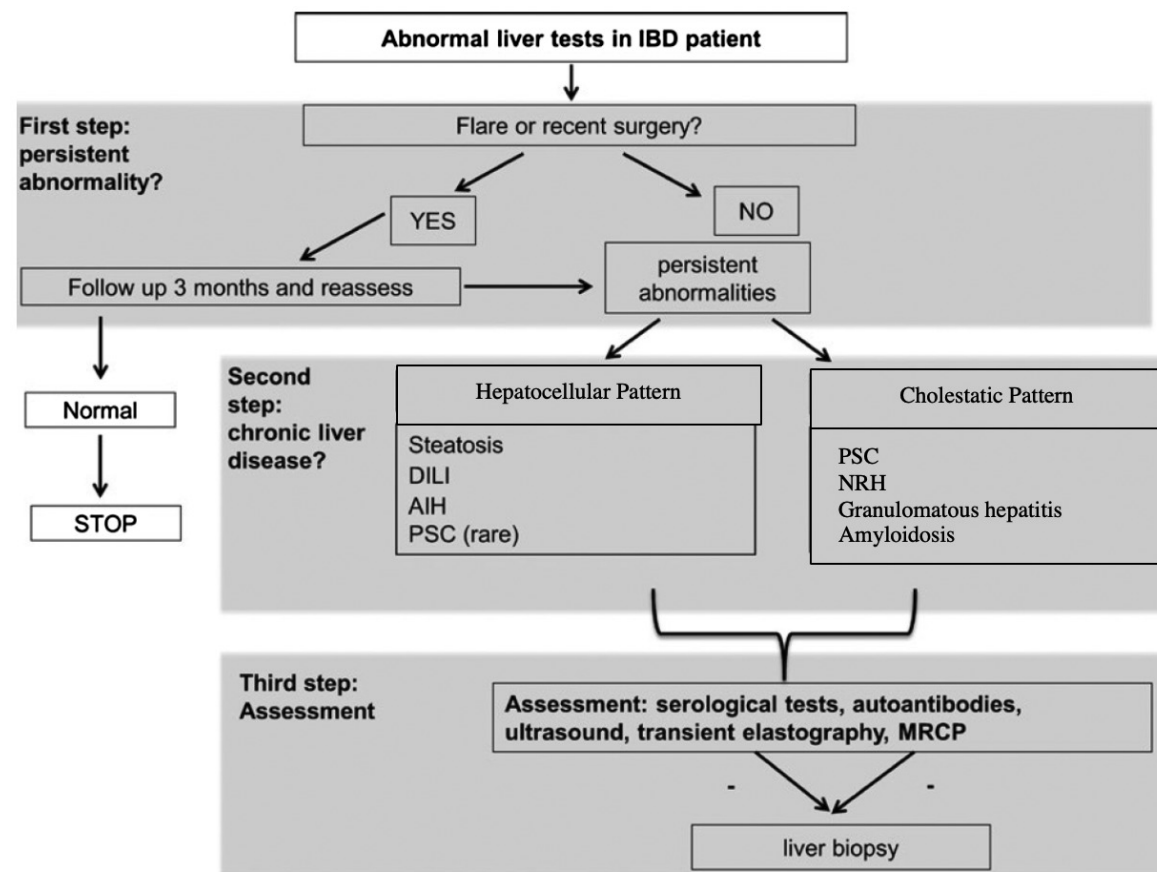 Abnormal liver tests in IBD patient
First step:
persistent
abnormality?
Flare or recent surgery?
YES
NO
Follow up 3 months and reassess
persistent
abnormalities
Normal
STOP
Second
step:
chronic liver
disease?
Hepatocellular Pattern
Steatosis
DILI
AIH
PSC (rare)
Cholestatic Pattern
PSC
NRH
Granulomatous hepatitis
Amyloidosis
Third step:
Assessment
Assessment: serological tests, autoantibodies,
ultrasound, transient elastography, MRCP
- -
liver biopsy